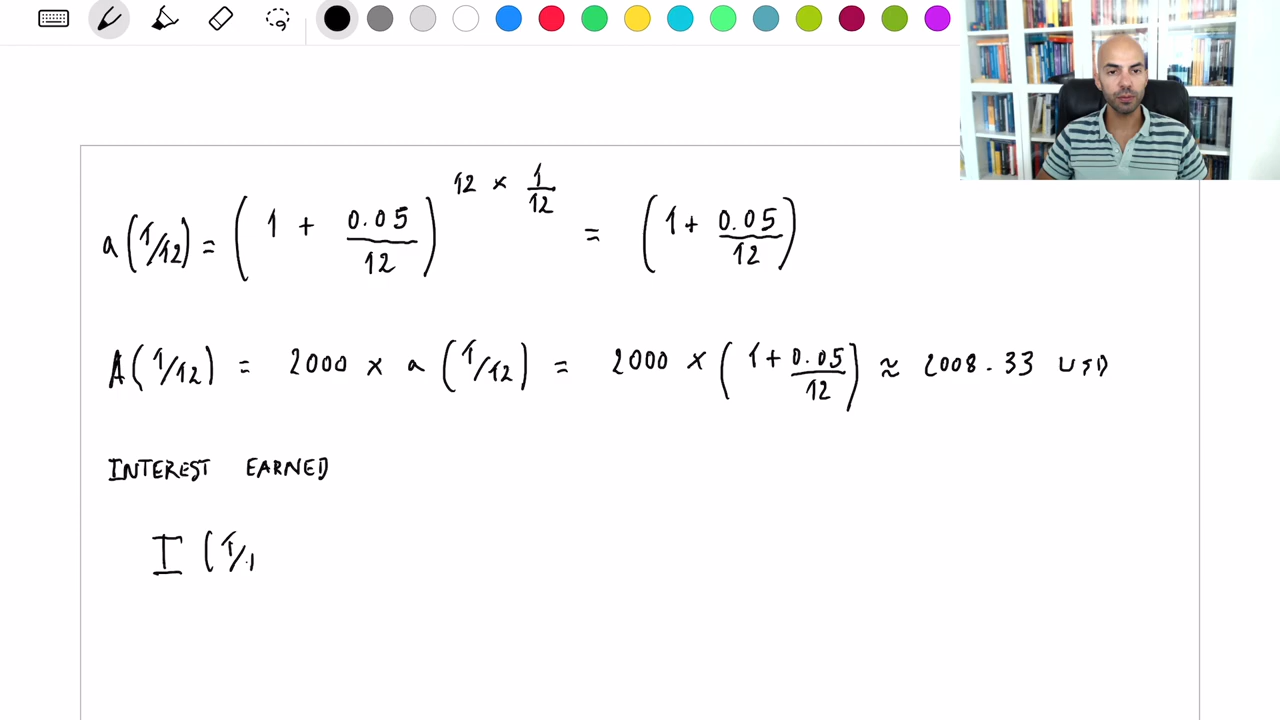 a(1/12) = (1 + 0.05/12)^(12 × 1/12) = (1 + 0.05/12)
A(1/12) = 2000 × a(1/12) = 2000 × (1 + 0.05/12) ≈ 2008.33 USD
INTEREST EARNED
I (1/1